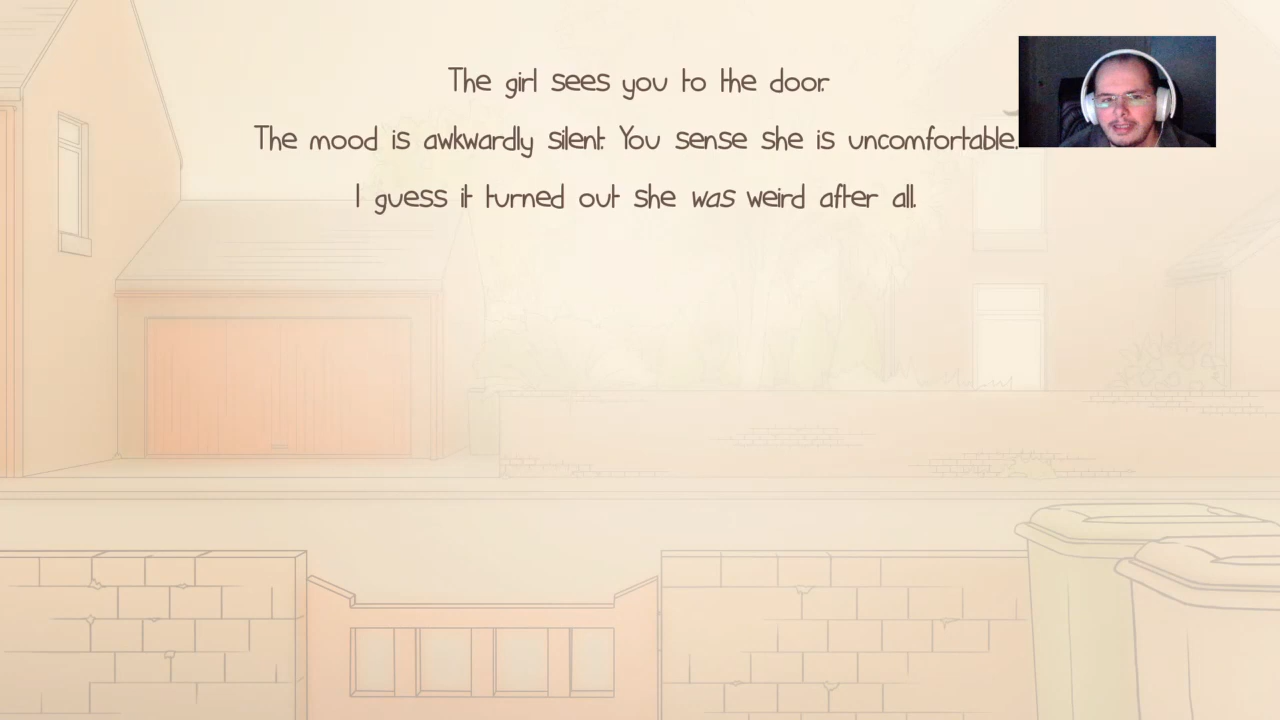 The girl sees you to the door.
The mood is awkwardly silent. You sense she is uncomfortable.
I guess it turned out she was weird after all.